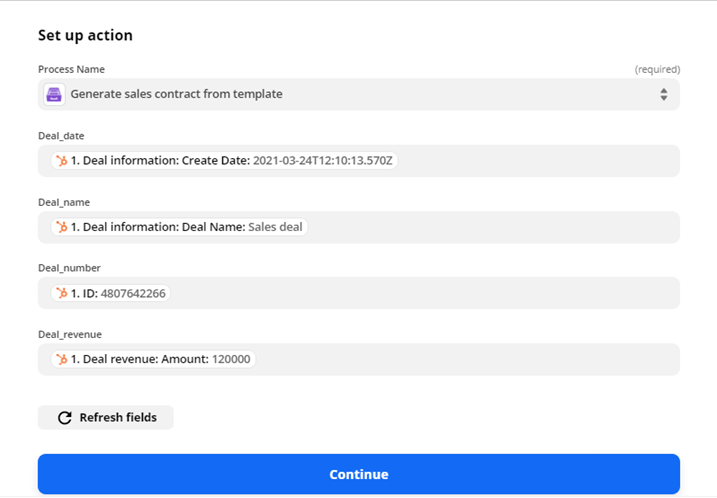 Set up action
Process Name (required)
Generate sales contract from template
Deal_date
1. Deal information: Create Date: 2021-03-24T12:10:13.570Z
Deal_name
1. Deal information: Deal Name: Sales deal
Deal_number
1. ID: 4807642266
Deal_revenue
1. Deal revenue: Amount: 120000
Refresh fields
Continue